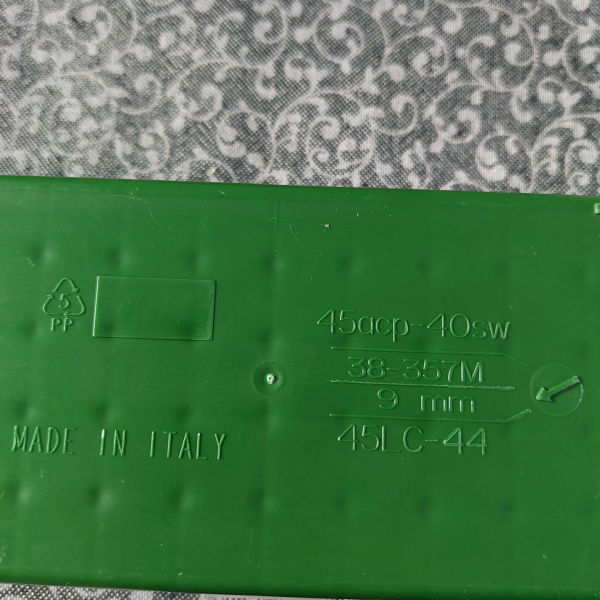 5
PP
45acp-40sw
38-357M
9 mm
45LC-44
MADE IN ITALY